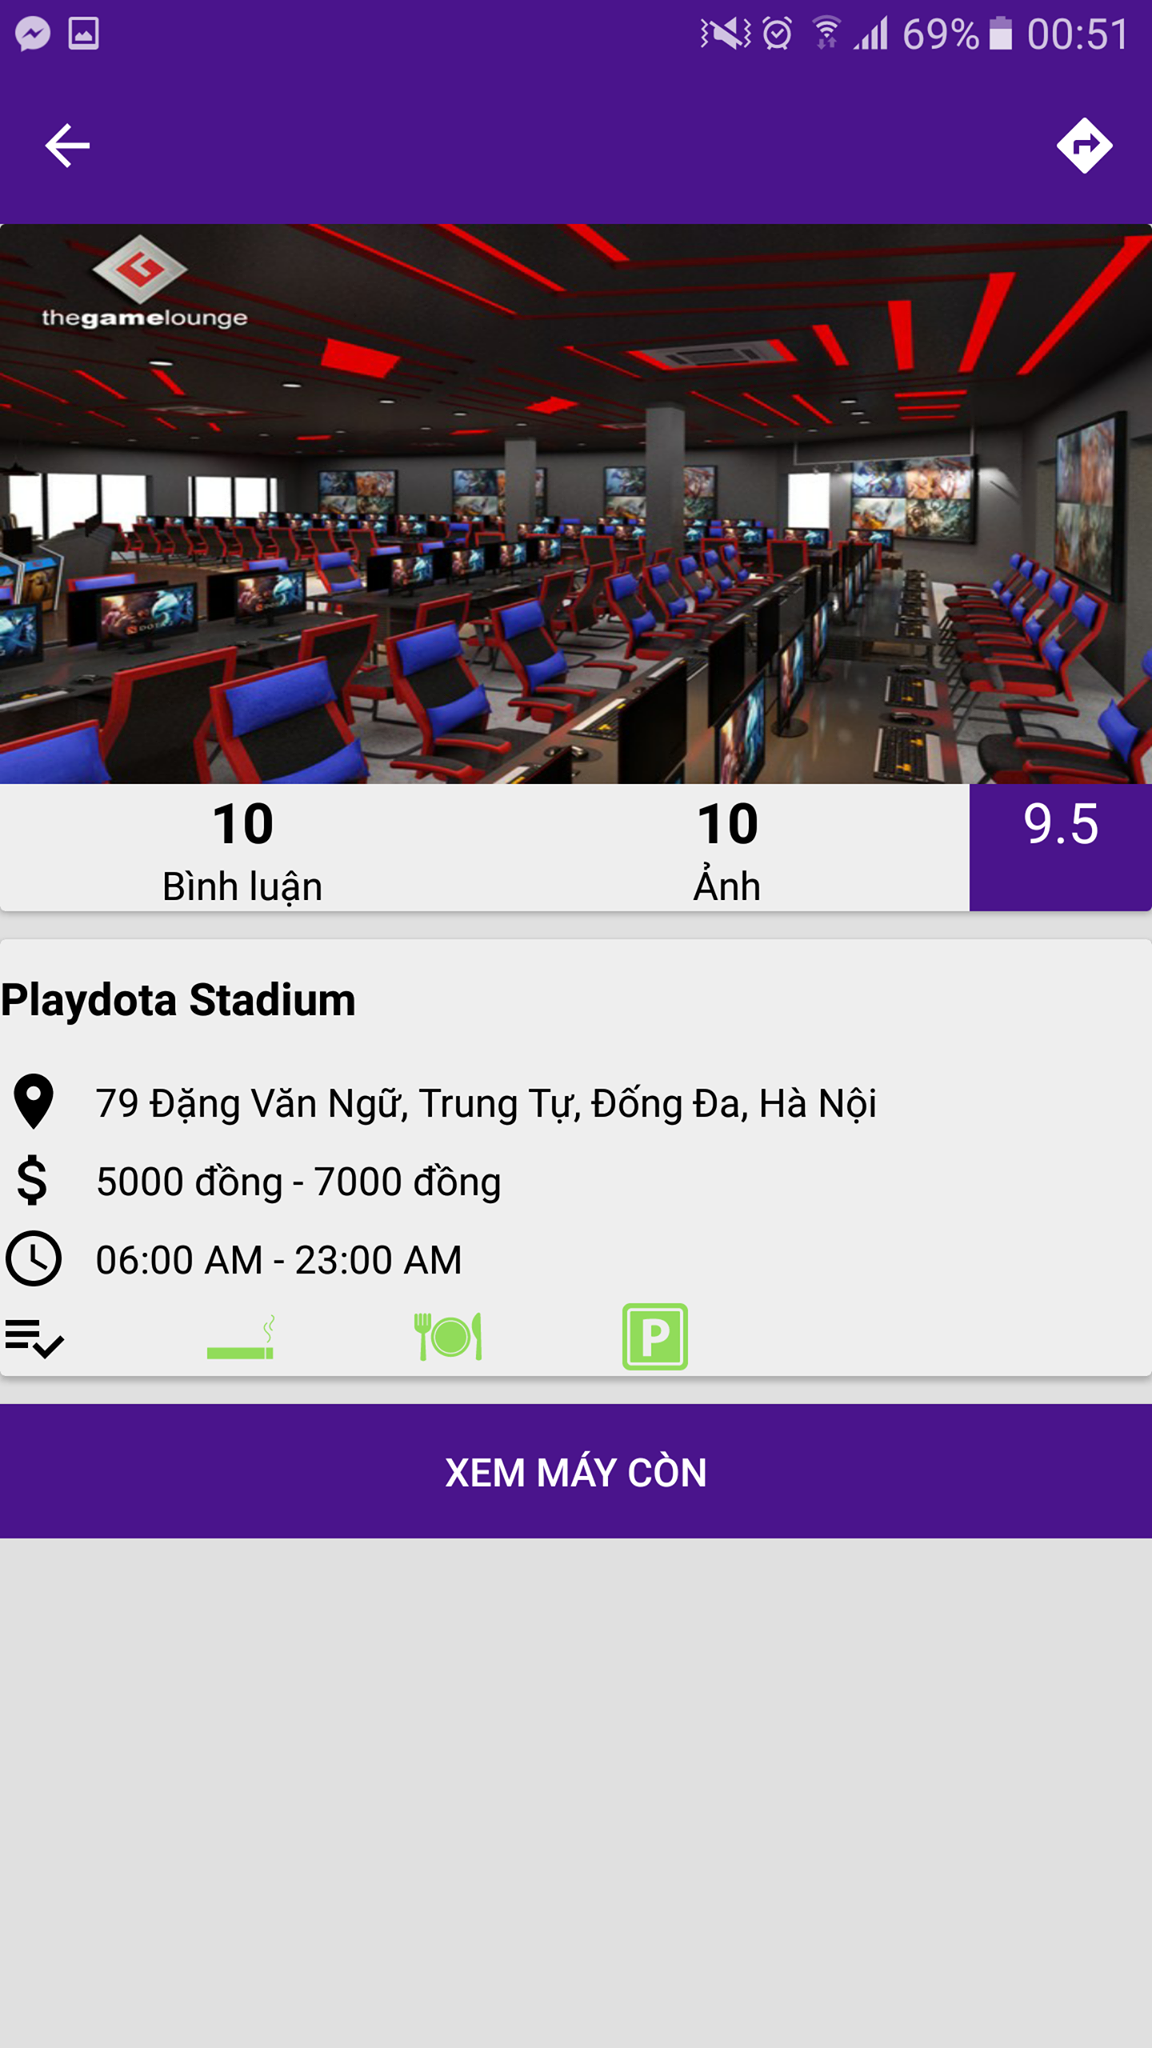 69% 00:51
thegamelounge
10 10 9.5
Bình luận Ảnh
Playdota Stadium
79 Đặng Văn Ngữ, Trung Tự, Đống Đa, Hà Nội
5000 đồng - 7000 đồng
06:00 AM - 23:00 AM
P
XEM MÁY CÒN